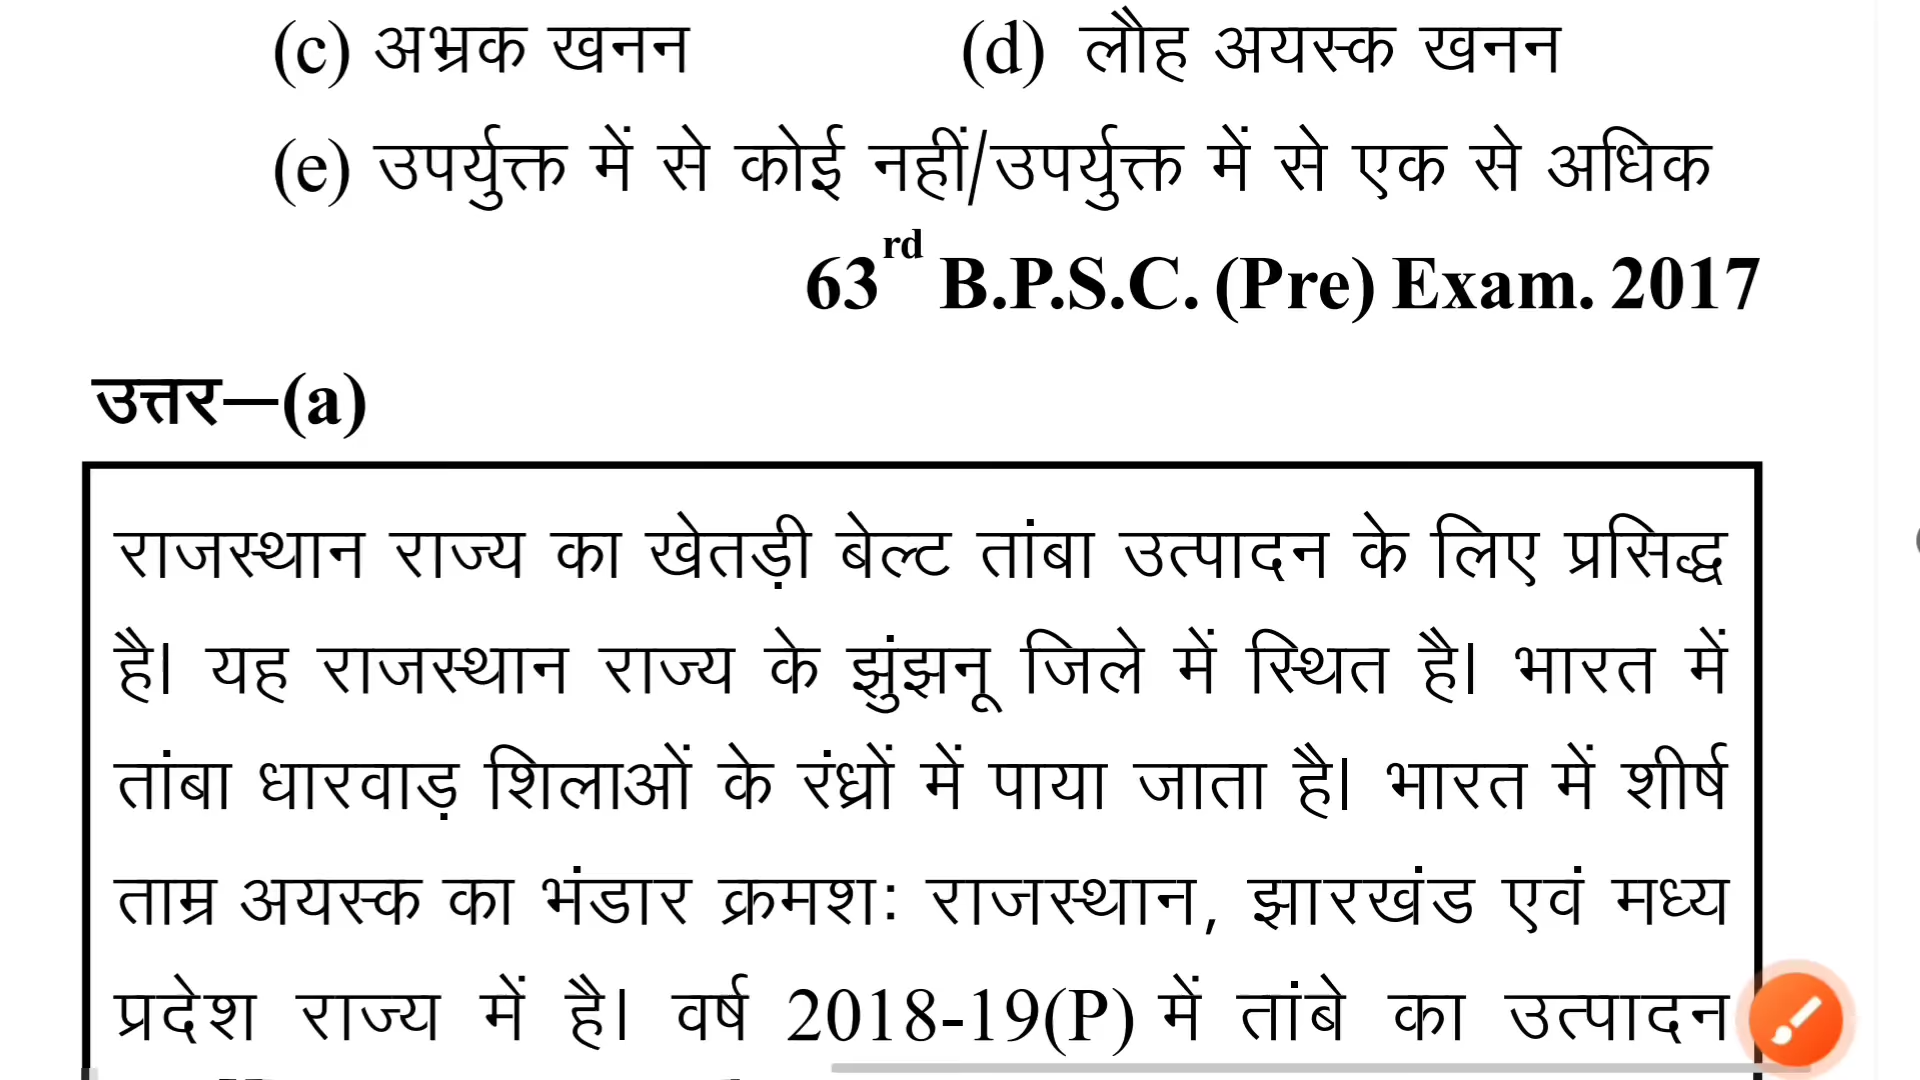 (c) अभ्रक खनन (d) लौह अयस्क खनन
(e) उपर्युक्त में से कोई नहीं/उपर्युक्त में से एक से अधिक
63rd B.P.S.C. (Pre) Exam. 2017
उत्तर—(a)
राजस्थान राज्य का खेतड़ी बेल्ट तांबा उत्पादन के लिए प्रसिद्ध
है। यह राजस्थान राज्य के झुंझनू जिले में स्थित है। भारत में
तांबा धारवाड़ शिलाओं के रंध्रों में पाया जाता है। भारत में शीर्ष
ताम्र अयस्क का भंडार क्रमशः राजस्थान, झारखंड एवं मध्य
प्रदेश राज्य में है। वर्ष 2018-19(P) में तांबे का उत्पादन